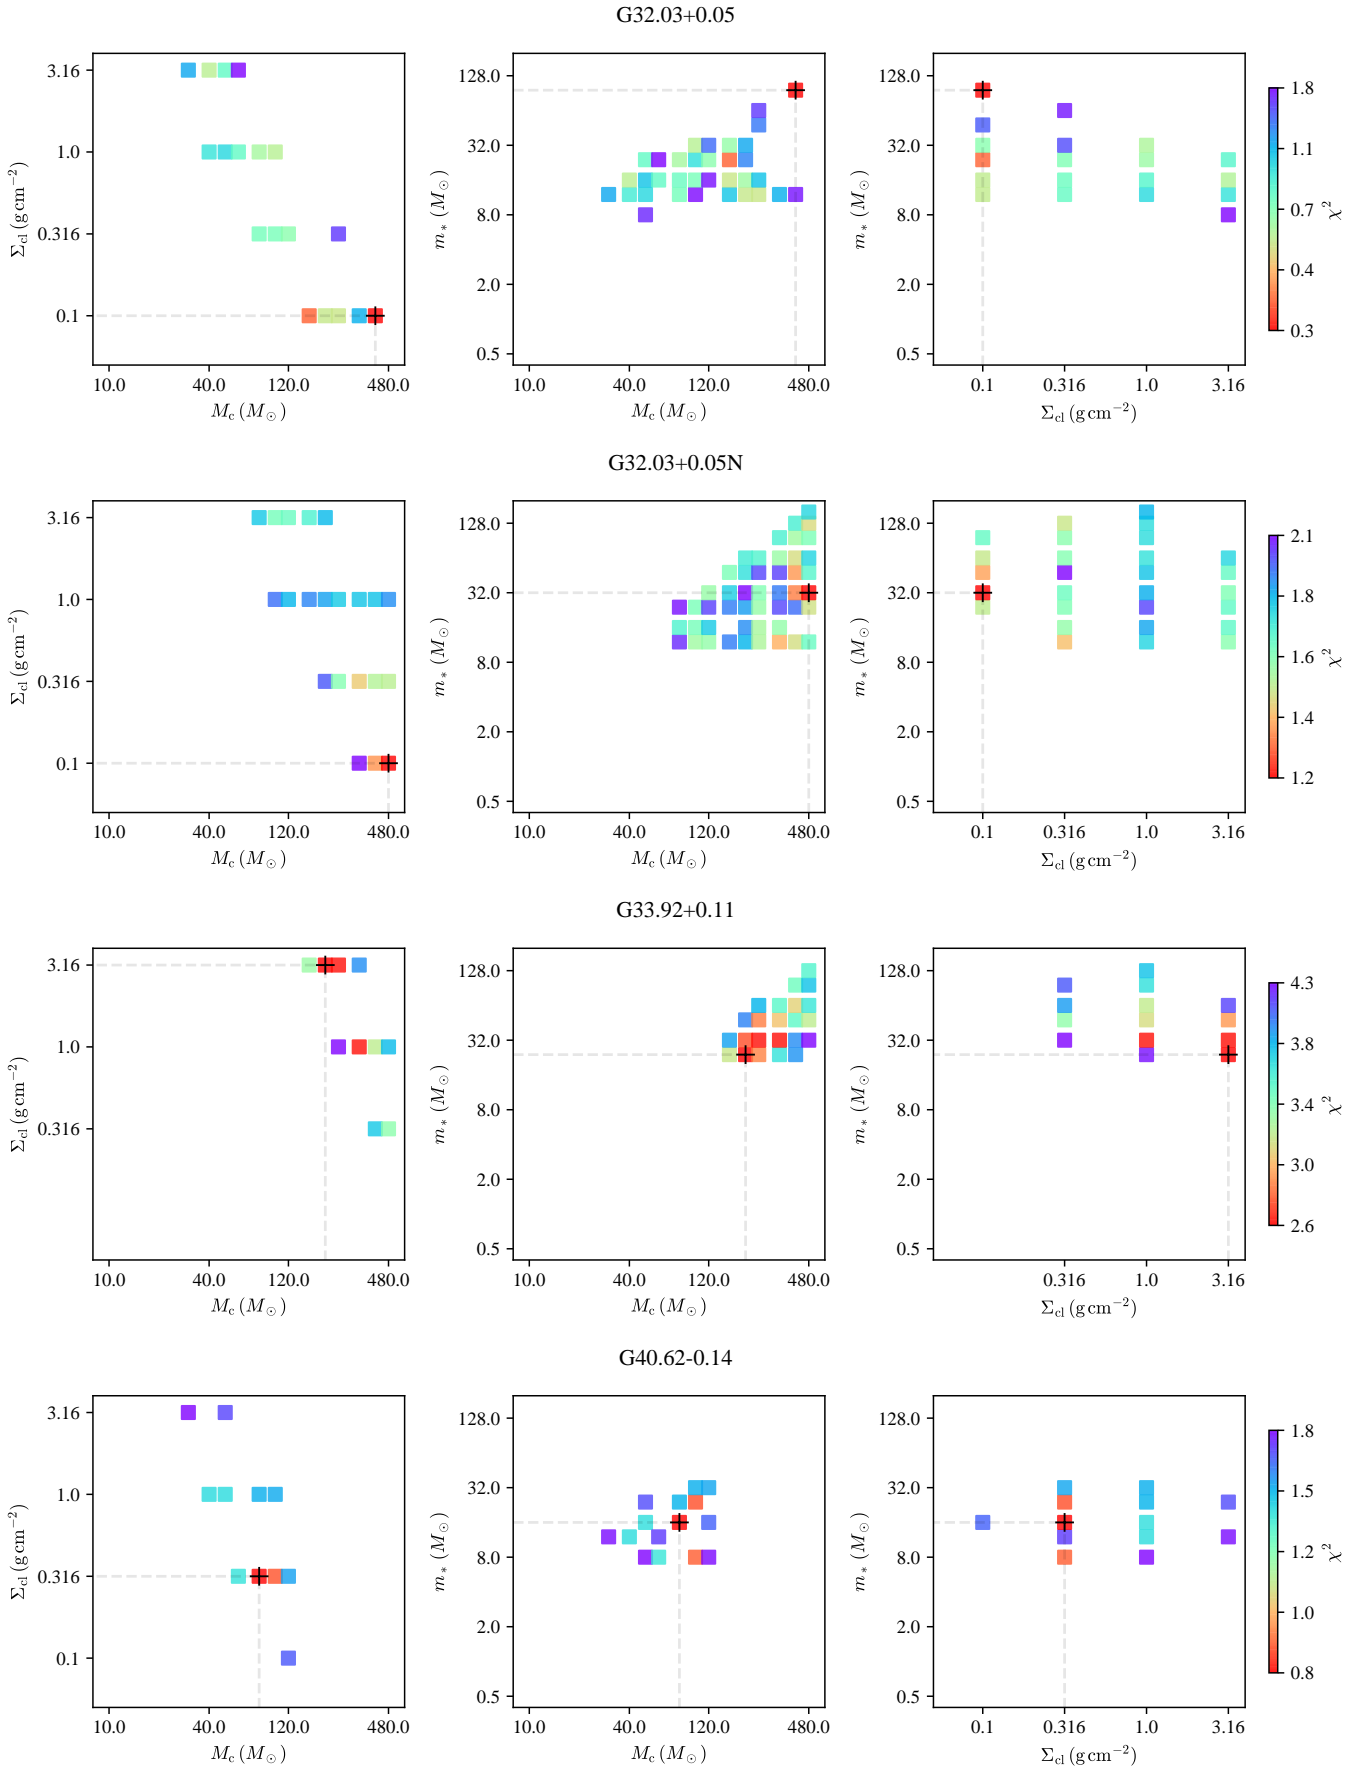 G32.03+0.05
3.16
1.0
0.316
0.1
Σcl (g cm−2)
10.0 40.0 120.0 480.0
Mc (M⊙)
128.0
32.0
8.0
2.0
0.5
m* (M⊙)
10.0 40.0 120.0 480.0
Mc (M⊙)
128.0
32.0
8.0
2.0
0.5
m* (M⊙)
0.1 0.316 1.0 3.16
Σcl (g cm−2)
1.8
1.1
0.7
0.4
0.3
χ2
G32.03+0.05N
3.16
1.0
0.316
0.1
Σcl (g cm−2)
10.0 40.0 120.0 480.0
Mc (M⊙)
128.0
32.0
8.0
2.0
0.5
m* (M⊙)
10.0 40.0 120.0 480.0
Mc (M⊙)
128.0
32.0
8.0
2.0
0.5
m* (M⊙)
0.1 0.316 1.0 3.16
Σcl (g cm−2)
2.1
1.8
1.6
1.4
1.2
χ2
G33.92+0.11
3.16
1.0
0.316
Σcl (g cm−2)
10.0 40.0 120.0 480.0
Mc (M⊙)
128.0
32.0
8.0
2.0
0.5
m* (M⊙)
10.0 40.0 120.0 480.0
Mc (M⊙)
128.0
32.0
8.0
2.0
0.5
m* (M⊙)
0.316 1.0 3.16
Σcl (g cm−2)
4.3
3.8
3.4
3.0
2.6
χ2
G40.62-0.14
3.16
1.0
0.316
0.1
Σcl (g cm−2)
10.0 40.0 120.0 480.0
Mc (M⊙)
128.0
32.0
8.0
2.0
0.5
m* (M⊙)
10.0 40.0 120.0 480.0
Mc (M⊙)
128.0
32.0
8.0
2.0
0.5
m* (M⊙)
0.1 0.316 1.0 3.16
Σcl (g cm−2)
1.8
1.5
1.2
1.0
0.8
χ2